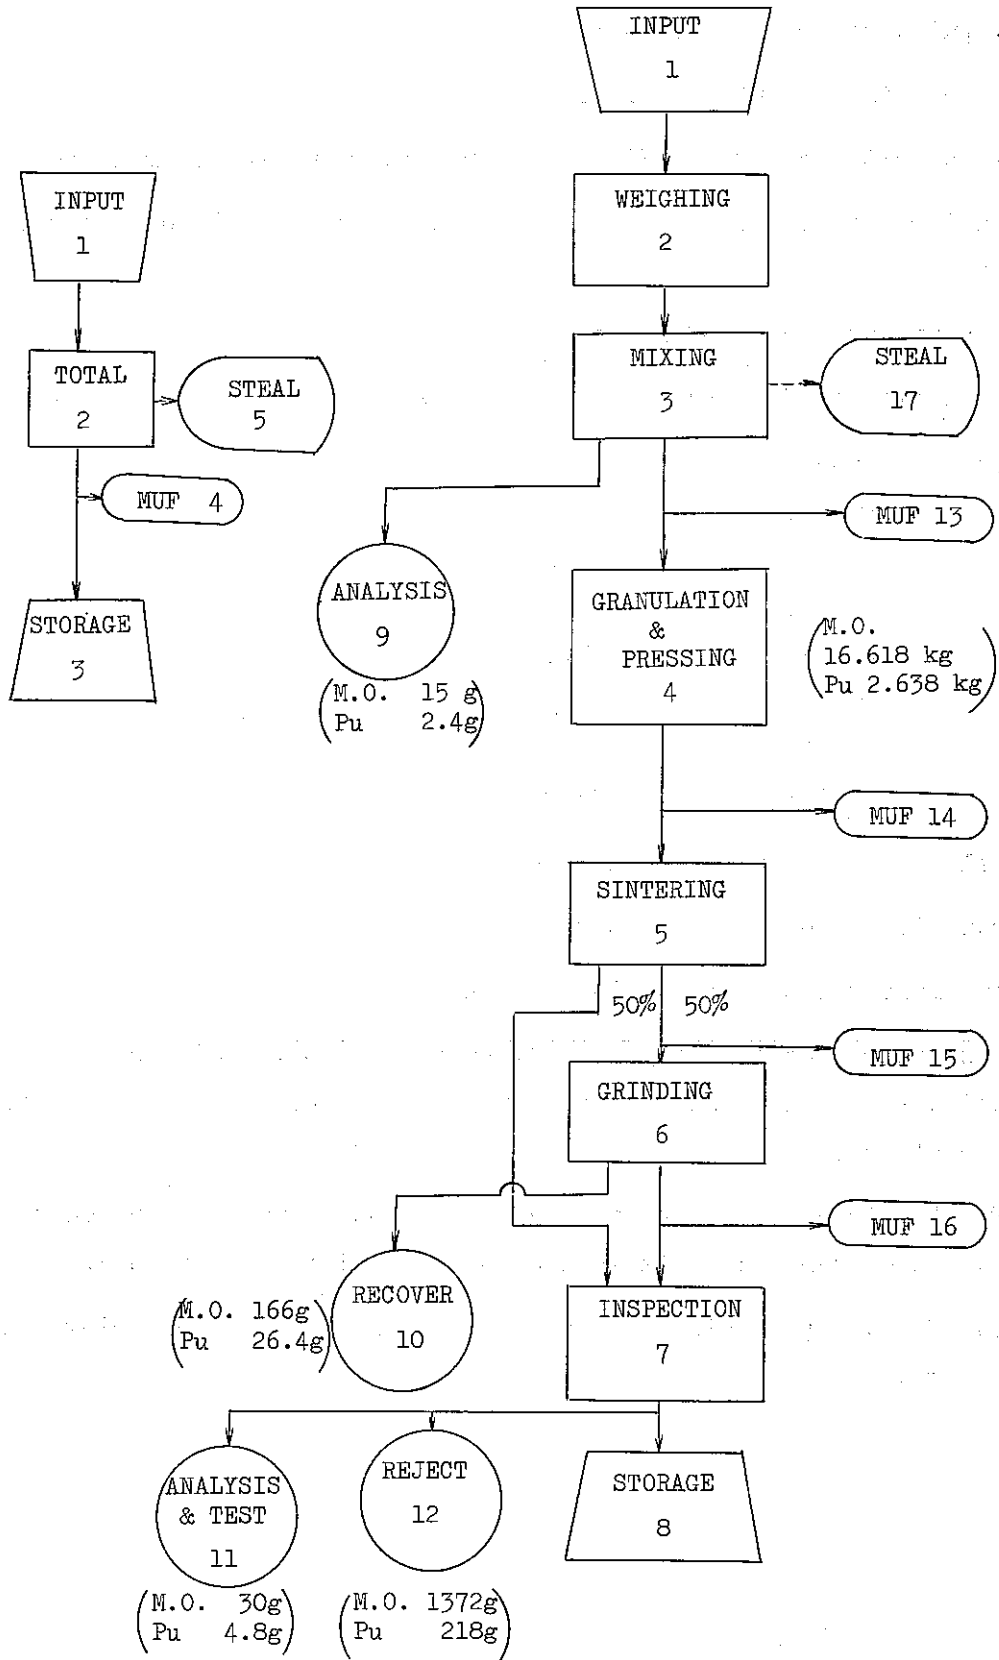 INPUT
1
TOTAL
2
STEAL
5
MUF 4
STORAGE
3
INPUT
1
WEIGHING
2
MIXING
3
STEAL
17
MUF 13
ANALYSIS
9
(M.O. 15 g
Pu 2.4g)
GRANULATION
&
PRESSING
4
(M.O.
16.618 kg
Pu 2.638 kg)
MUF 14
SINTERING
5
50% 50%
MUF 15
GRINDING
6
MUF 16
RECOVER
10
(M.O. 166g
Pu 26.4g)
INSPECTION
7
ANALYSIS
& TEST
11
(M.O. 30g
Pu 4.8g)
REJECT
12
(M.O. 1372g
Pu 218g)
STORAGE
8